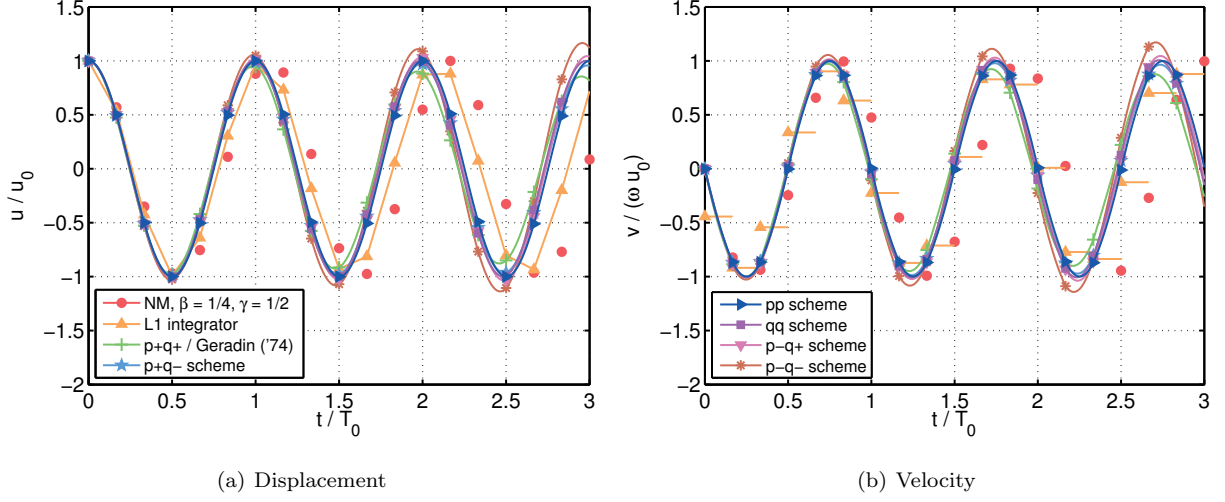 1.5
1
0.5
0
−0.5
−1
−1.5
−2
u / u0
0 0.5 1 1.5 2 2.5 3
t / T0
NM, β = 1/4, γ = 1/2
L1 integrator
p+q+ / Geradin ('74)
p+q− scheme
(a) Displacement
1.5
1
0.5
0
−0.5
−1
−1.5
−2
v / (ω u0)
0 0.5 1 1.5 2 2.5 3
t / T0
pp scheme
qq scheme
p−q+ scheme
p−q− scheme
(b) Velocity